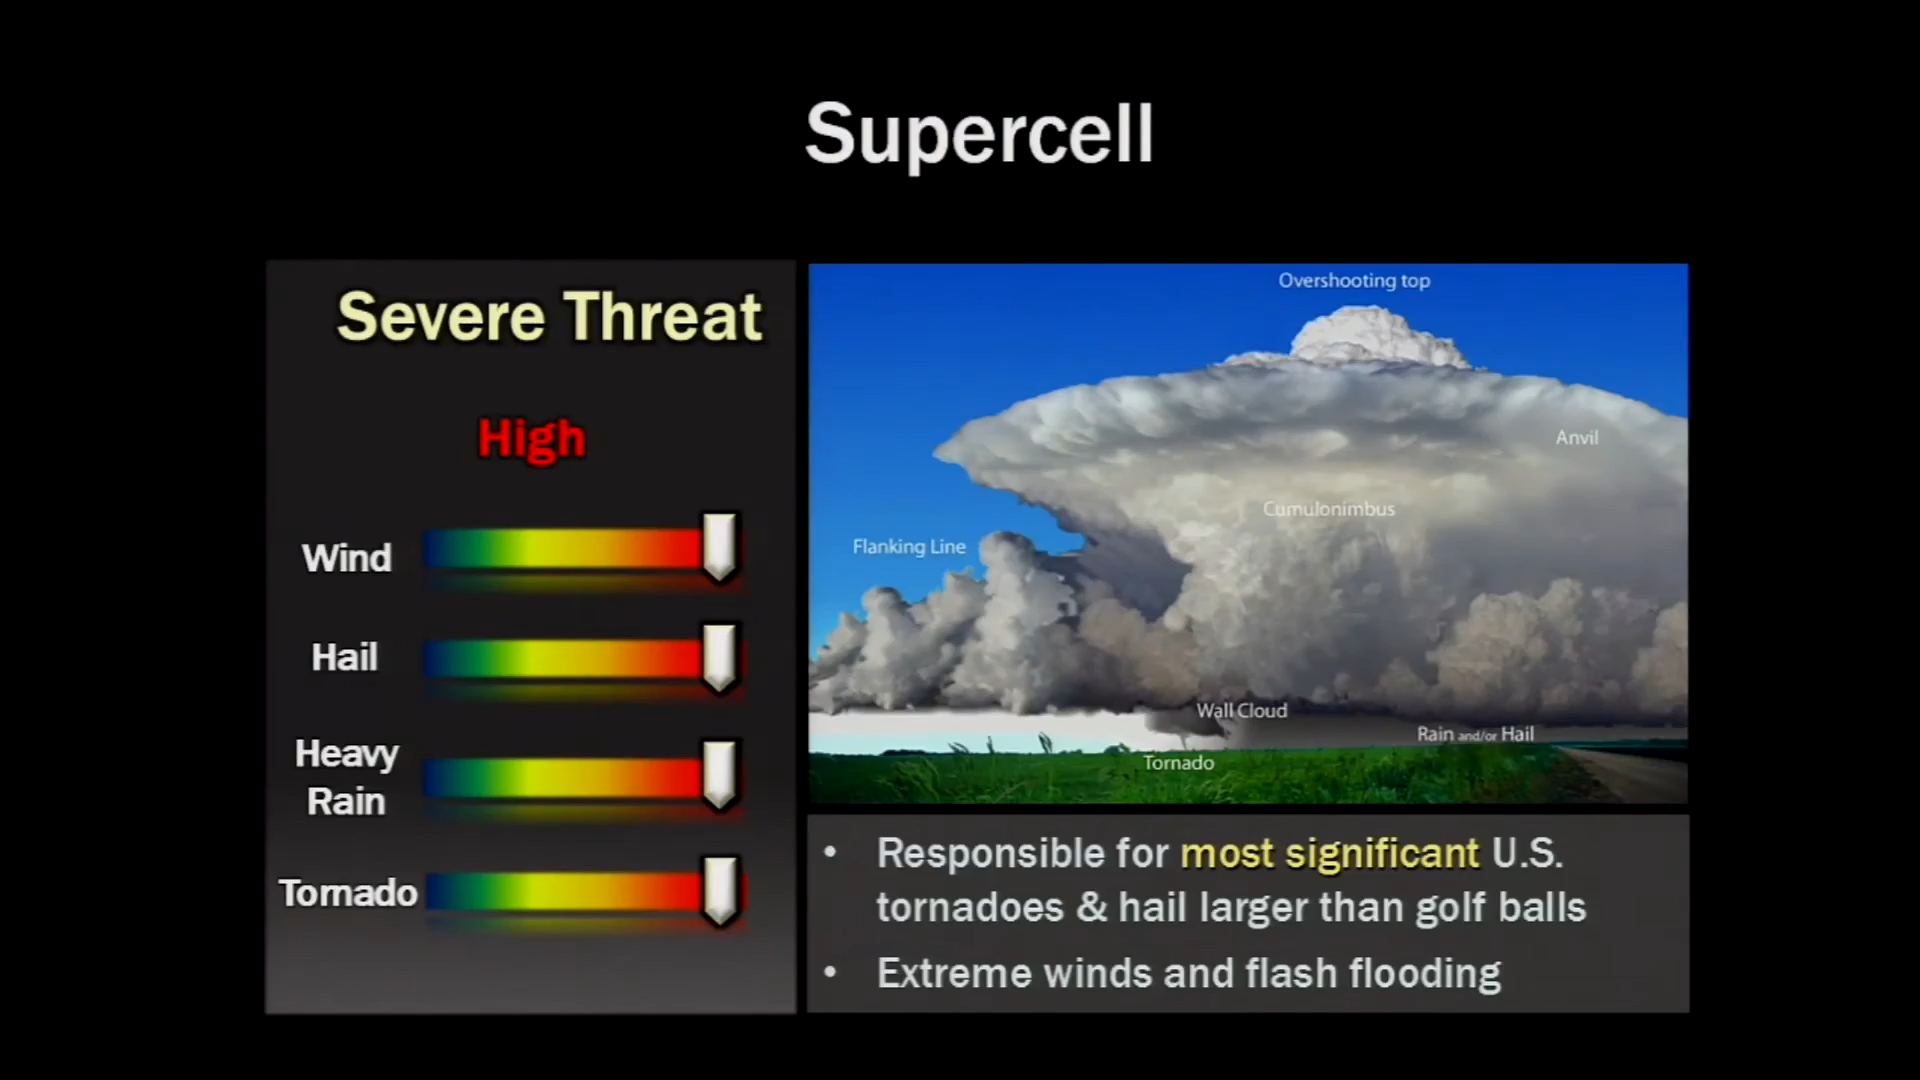 Supercell
Severe Threat
High
Wind
Hail
Heavy
Rain
Tornado
Overshooting top
Anvil
Cumulonimbus
Flanking Line
Wall Cloud
Rain and/or Hail
Tornado
• Responsible for most significant U.S.
tornadoes & hail larger than golf balls
• Extreme winds and flash flooding